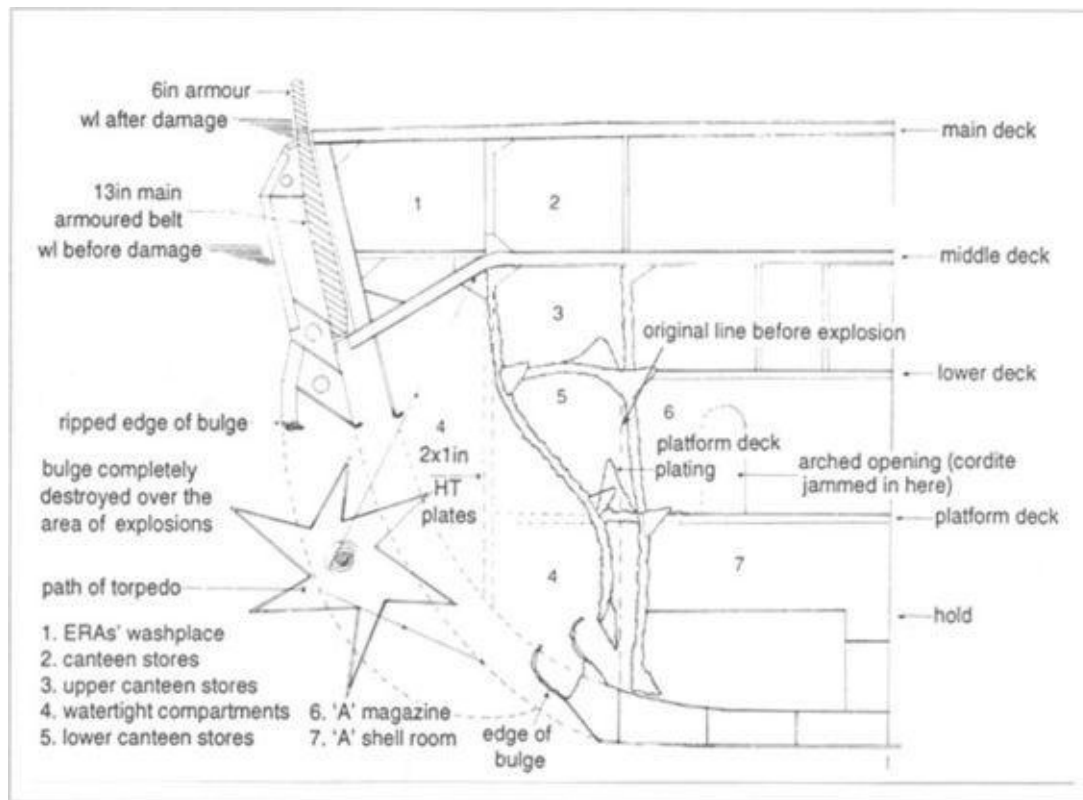 6in armour
wl after damage
13in main
armoured belt
wl before damage
ripped edge of bulge
bulge completely
destroyed over the
area of explosions
path of torpedo
1. ERAs' washplace
2. canteen stores
3. upper canteen stores
4. watertight compartments
5. lower canteen stores
6. 'A' magazine
7. 'A' shell room
edge of
bulge
1
2
3
4
5
6
2x1in
HT
plates
4
7
original line before explosion
platform deck
plating
arched opening (cordite
jammed in here)
main deck
middle deck
lower deck
platform deck
hold